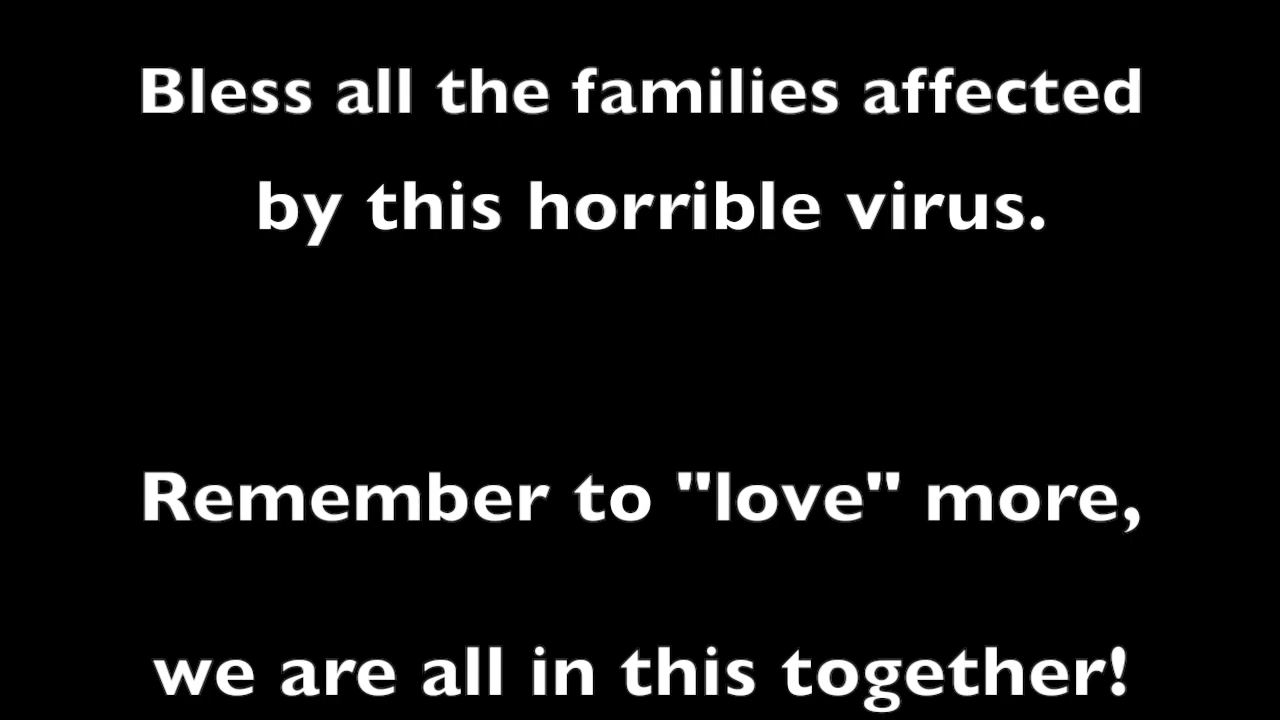 Bless all the families affected
by this horrible virus.
Remember to "love" more,
we are all in this together!